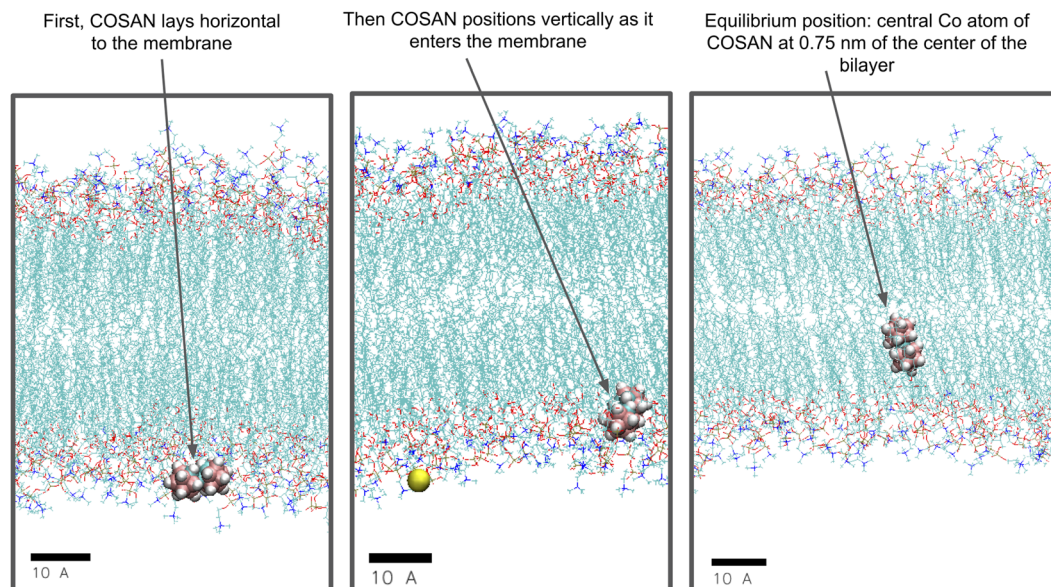 First, COSAN lays horizontal
to the membrane
Then COSAN positions vertically as it
enters the membrane
Equilibrium position: central Co atom of
COSAN at 0.75 nm of the center of the
bilayer
10 A
10 A
10 A